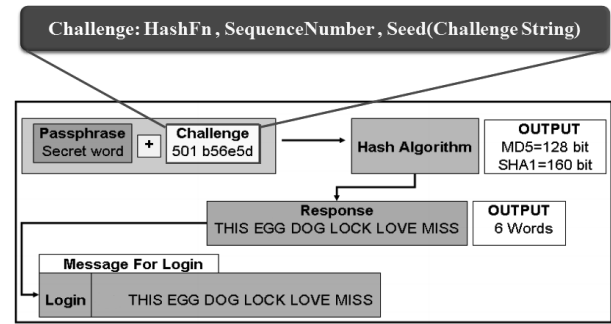 Challenge: HashFn , SequenceNumber , Seed(Challenge String)
Passphrase
Secret word
+
Challenge
501 b56e5d
Hash Algorithm
OUTPUT
MD5=128 bit
SHA1=160 bit
Response
THIS EGG DOG LOCK LOVE MISS
OUTPUT
6 Words
Message For Login
Login
THIS EGG DOG LOCK LOVE MISS